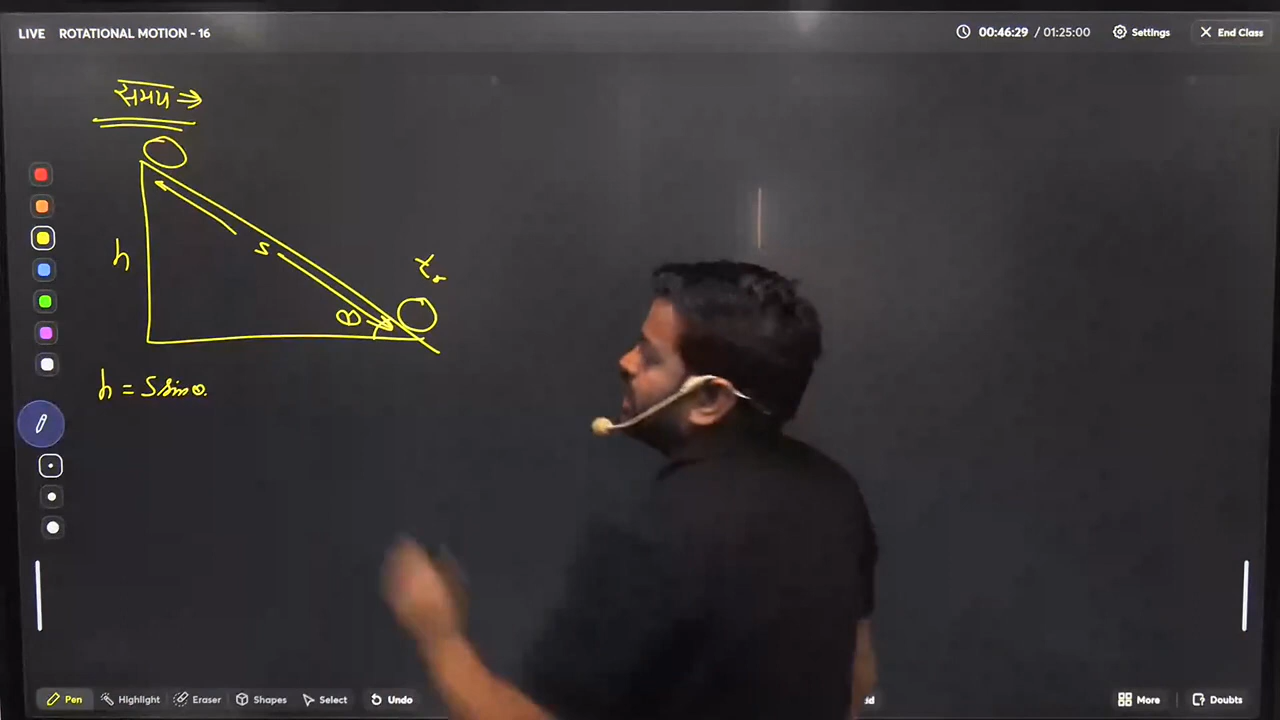 LIVE ROTATIONAL MOTION - 16
00:46:29 / 01:25:00 Settings End Class
समय ⇒
h
s
t
θ
h = s sinθ.
Pen Highlight Eraser Shapes Select Undo
More Doubts